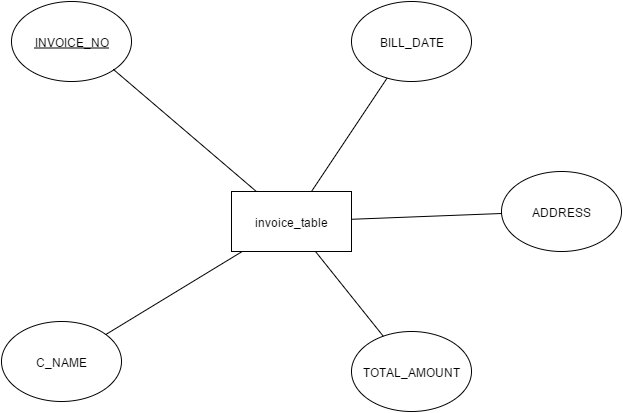 INVOICE_NO
BILL_DATE
ADDRESS
invoice_table
C_NAME
TOTAL_AMOUNT